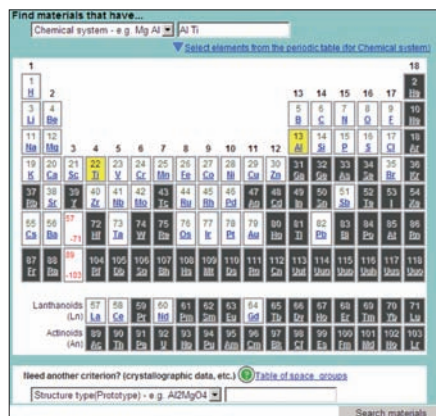 Find materials that have...
Chemical system - e.g. Mg Al Al Ti
Select elements from the periodic table (for Chemical system)
1 18
1 2
H 2 13 14 15 16 17 He
3 4 5 6 7 8 9 10
Li Be B C N O F Ne
11 12 13 14 15 16 17 18
Na Mg 3 4 5 6 7 8 9 10 11 12 Al Si P S Cl Ar
19 20 21 22 23 24 25 26 27 28 29 30 31 32 33 34 35 36
K Ca Sc Ti V Cr Mn Fe Co Ni Cu Zn Ga Ge As Se Br Kr
37 38 39 40 41 42 43 44 45 46 47 48 49 50 51 52 53 54
Rb Sr Y Zr Nb Mo Tc Ru Rh Pd Ag Cd In Sn Sb Te I Xe
55 56 57 72 73 74 75 76 77 78 79 80 81 82 83 84 85 86
Cs Ba -71 Hf Ta W Re Os Ir Pt Au Hg Tl Pb Bi Po At Rn
87 88 89 104 105 106 107 108 109 110 111 112 113 114 115 116 117 118
Fr Ra -103 Rf Db Sg Bh Hs Mt
Lanthanoids 57 58 59 60 61 62 63 64 65 66 67 68 69 70 71
(Ln) La Ce Pr Nd Pm Sm Eu Gd Tb Dy Ho Er Tm Yb Lu
Actinoids 89 90 91 92 93 94 95 96 97 98 99 100 101 102 103
(An) Ac Th Pa U Np Pu Am Cm Bk Cf Es Fm Md No Lr
Need another criterion? (crystallographic data, etc.) ? Table of space groups
Structure type(Prototype) - e.g. Al2MgO4
Search materials